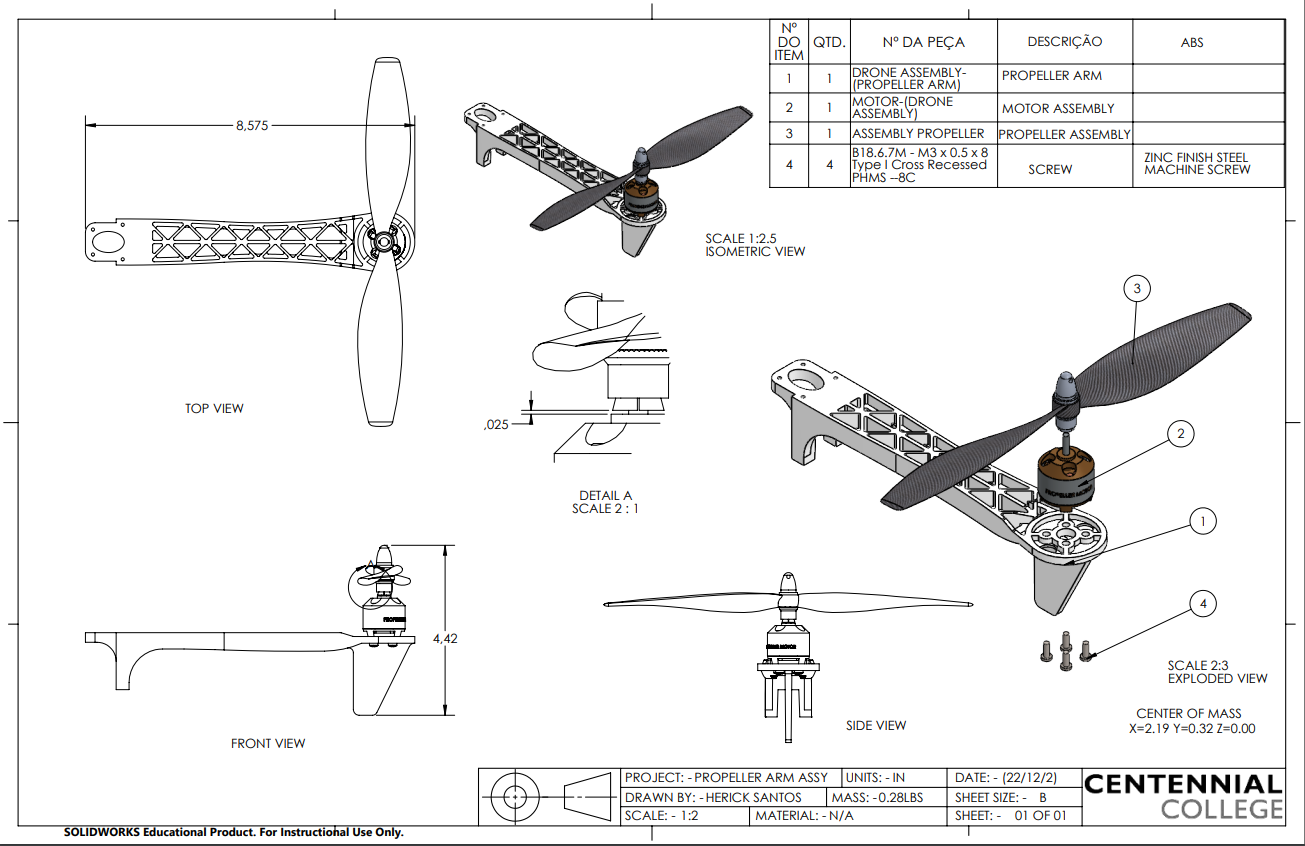 Nº DO ITEM QTD. Nº DA PEÇA DESCRIÇÃO ABS
1 1 DRONE ASSEMBLY-(PROPELLER ARM) PROPELLER ARM
2 1 MOTOR-(DRONE ASSEMBLY) MOTOR ASSEMBLY
3 1 ASSEMBLY PROPELLER PROPELLER ASSEMBLY
4 4 B18.6.7M - M3 x 0.5 x 8 Type I Cross Recessed PHMS --8C SCREW ZINC FINISH STEEL MACHINE SCREW
8,575
TOP VIEW
SCALE 1:2.5
ISOMETRIC VIEW
,025
DETAIL A
SCALE 2 : 1
3
2
1
4
PROPELLER MOTOR
SCALE 2:3
EXPLODED VIEW
CENTER OF MASS
X=2.19 Y=0.32 Z=0.00
A
4,42
FRONT VIEW
SIDE VIEW
PROJECT: - PROPELLER ARM ASSY UNITS: - IN DATE: - (22/12/2)
DRAWN BY: - HERICK SANTOS MASS: -0.28LBS SHEET SIZE: - B
SCALE: - 1:2 MATERIAL: - N/A SHEET: - 01 OF 01
CENTENNIAL
COLLEGE
SOLIDWORKS Educational Product. For Instructional Use Only.